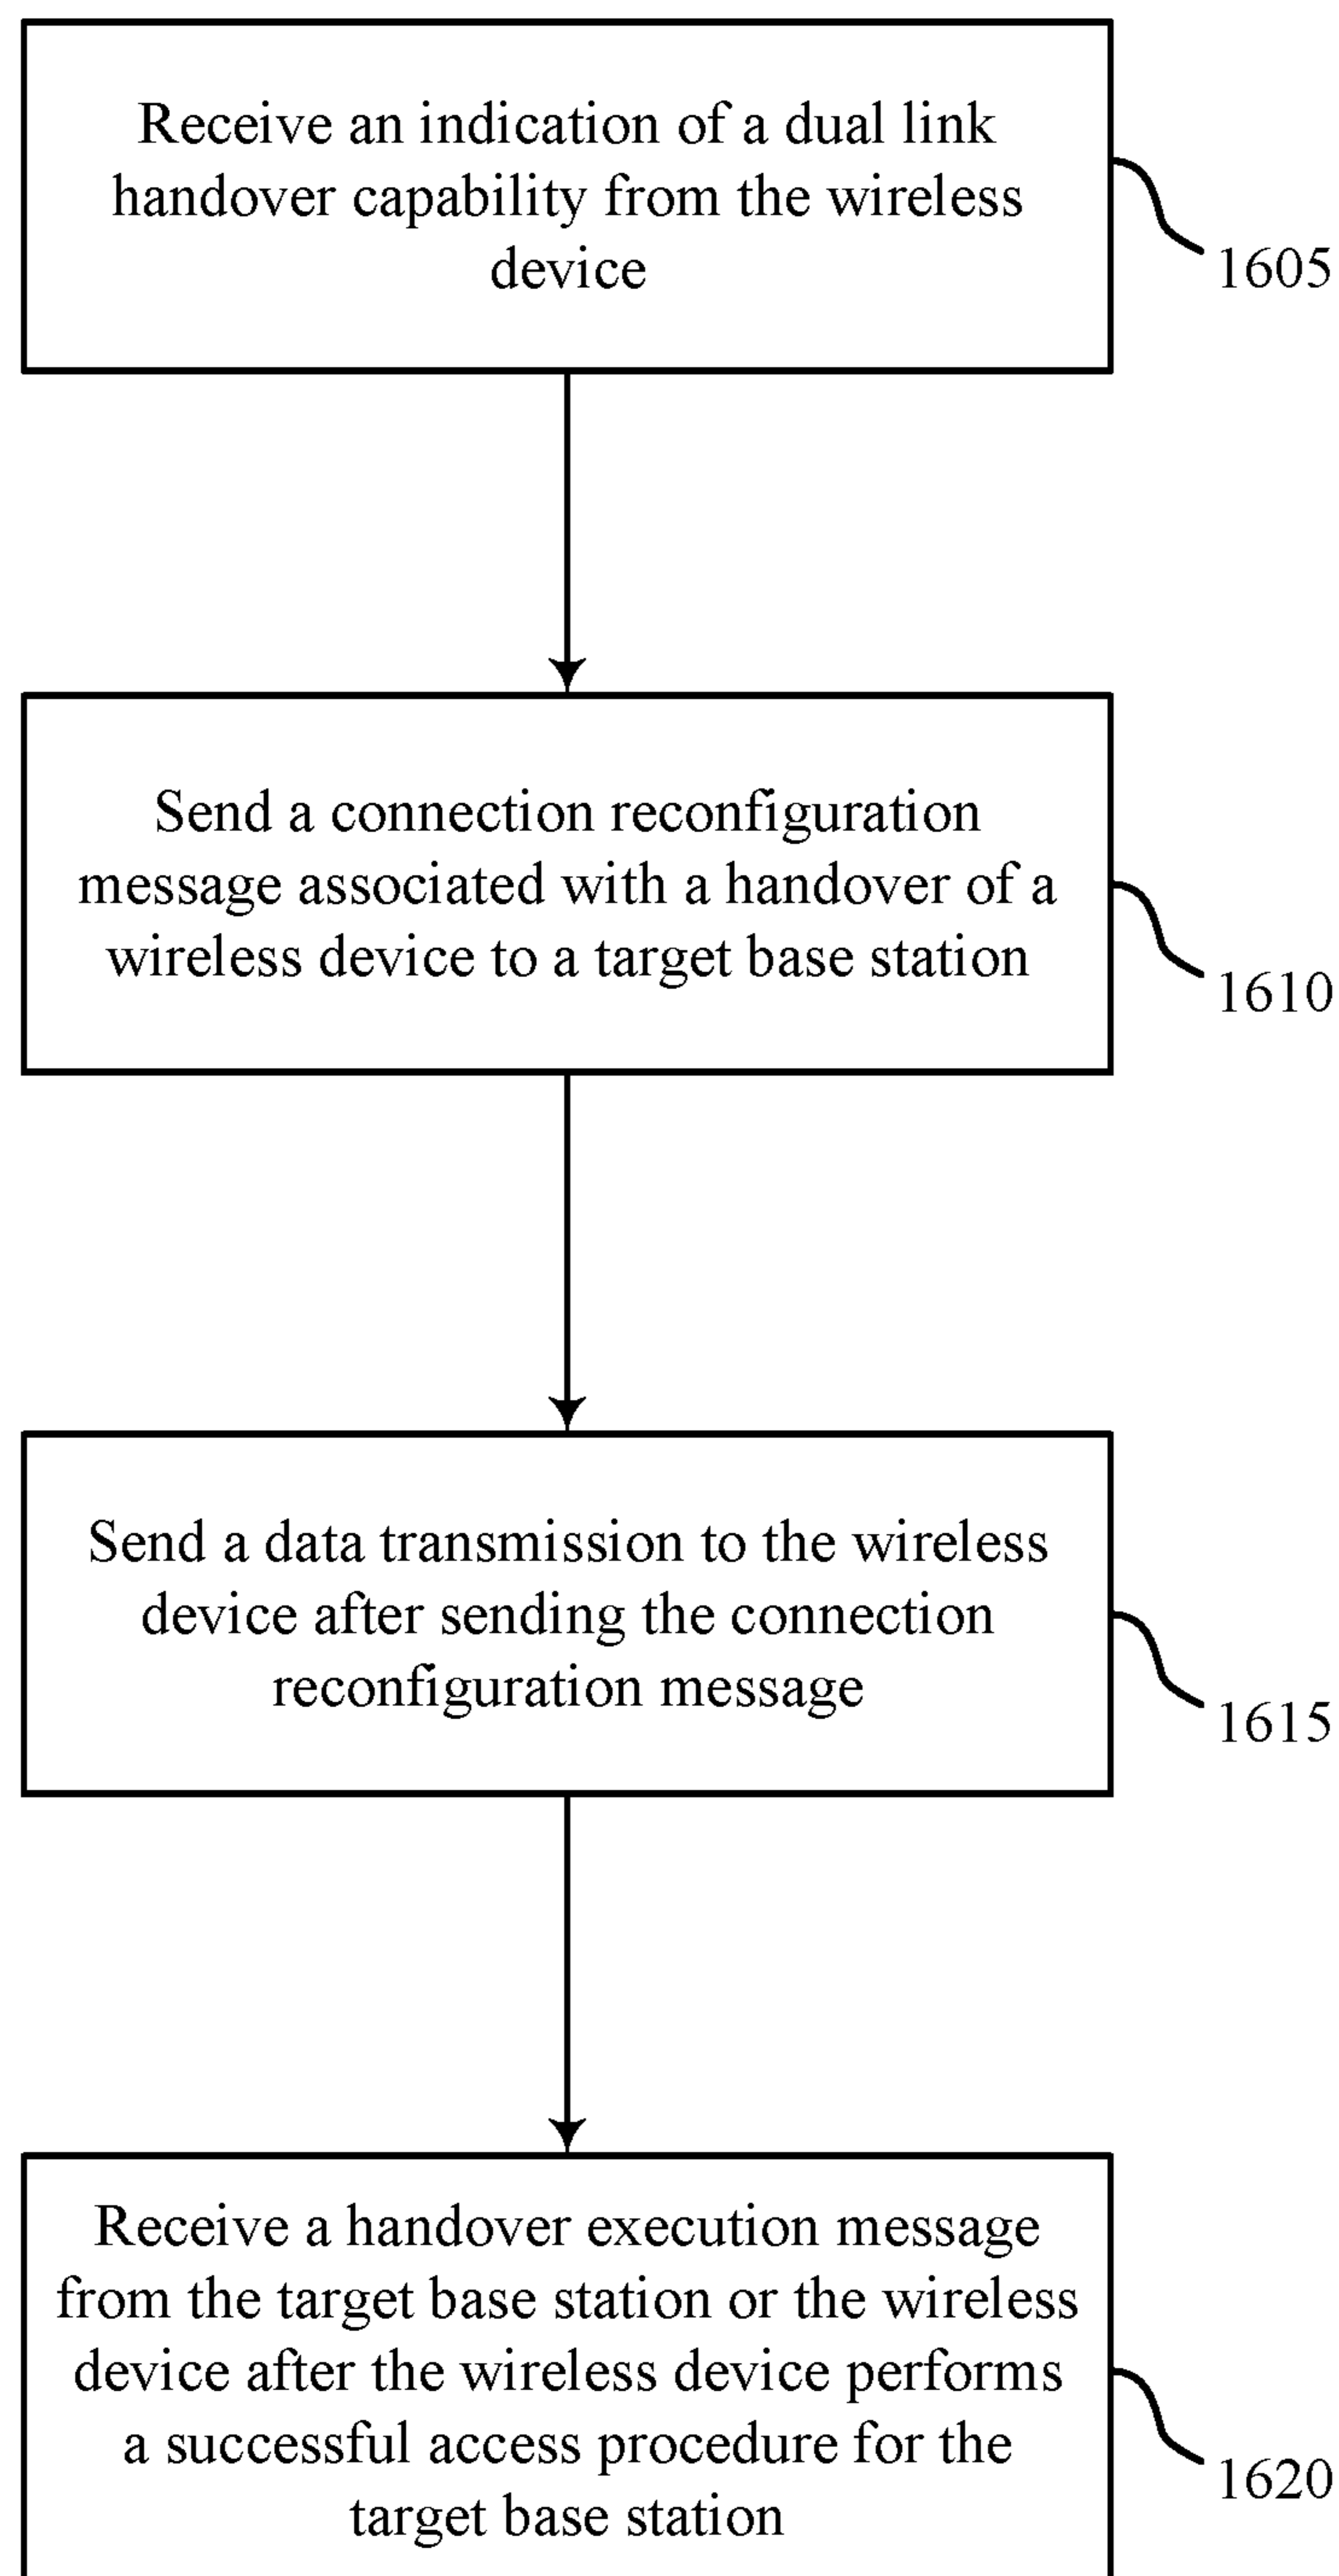 Receive an indication of a dual link
handover capability from the wireless
device
1605
Send a connection reconfiguration
message associated with a handover of a
wireless device to a target base station
1610
Send a data transmission to the wireless
device after sending the connection
reconfiguration message
1615
Receive a handover execution message
from the target base station or the wireless
device after the wireless device performs
a successful access procedure for the
target base station
1620